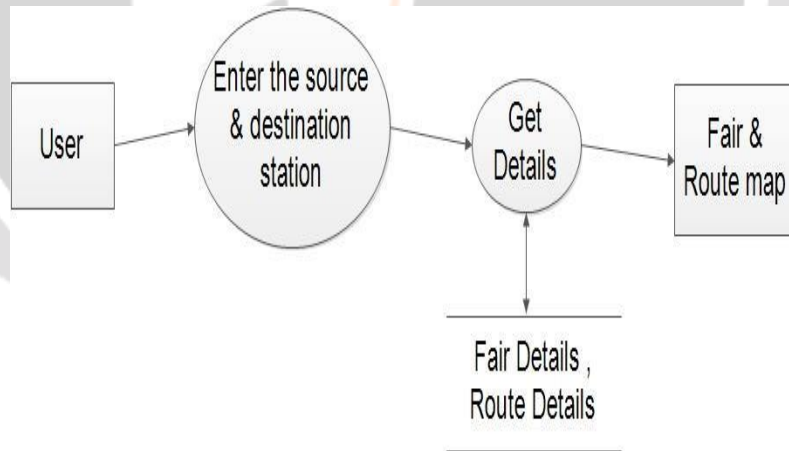 User
Enter the source
& destination
station
Get
Details
Fair &
Route map
Fair Details ,
Route Details